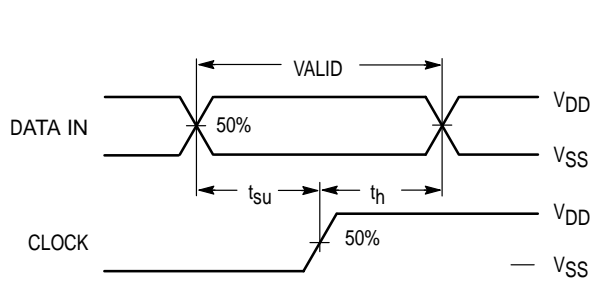 VALID
DATA IN
50%
VDD
VSS
tsu
th
VDD
CLOCK
50%
VSS